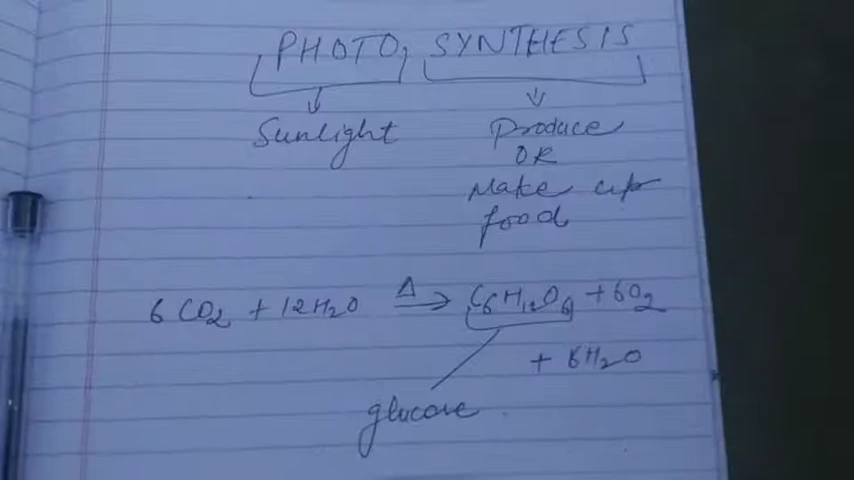 PHOTO, SYNTHESIS
Sunlight
Produce
OR
Make up
food
6 CO₂ + 12H₂O Δ→ C₆H₁₂O₆ + 6O₂
+ 6H₂O
glucose